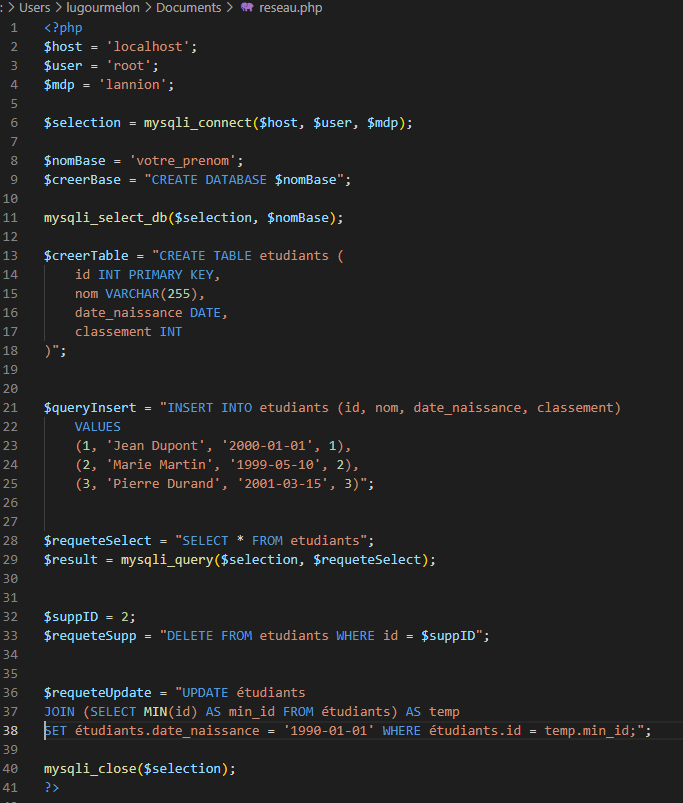 : > Users > lugourmelon > Documents > reseau.php
1 <?php
2 $host = 'localhost';
3 $user = 'root';
4 $mdp = 'lannion';
5
6 $selection = mysqli_connect($host, $user, $mdp);
7
8 $nomBase = 'votre_prenom';
9 $creerBase = "CREATE DATABASE $nomBase";
10
11 mysqli_select_db($selection, $nomBase);
12
13 $creerTable = "CREATE TABLE etudiants (
14     id INT PRIMARY KEY,
15     nom VARCHAR(255),
16     date_naissance DATE,
17     classement INT
18 )";
19
20
21 $queryInsert = "INSERT INTO etudiants (id, nom, date_naissance, classement)
22     VALUES
23     (1, 'Jean Dupont', '2000-01-01', 1),
24     (2, 'Marie Martin', '1999-05-10', 2),
25     (3, 'Pierre Durand', '2001-03-15', 3)";
26
27
28 $requeteSelect = "SELECT * FROM etudiants";
29 $result = mysqli_query($selection, $requeteSelect);
30
31
32 $suppID = 2;
33 $requeteSupp = "DELETE FROM etudiants WHERE id = $suppID";
34
35
36 $requeteUpdate = "UPDATE étudiants
37 JOIN (SELECT MIN(id) AS min_id FROM étudiants) AS temp
38 SET étudiants.date_naissance = '1990-01-01' WHERE étudiants.id = temp.min_id;";
39
40 mysqli_close($selection);
41 ?>